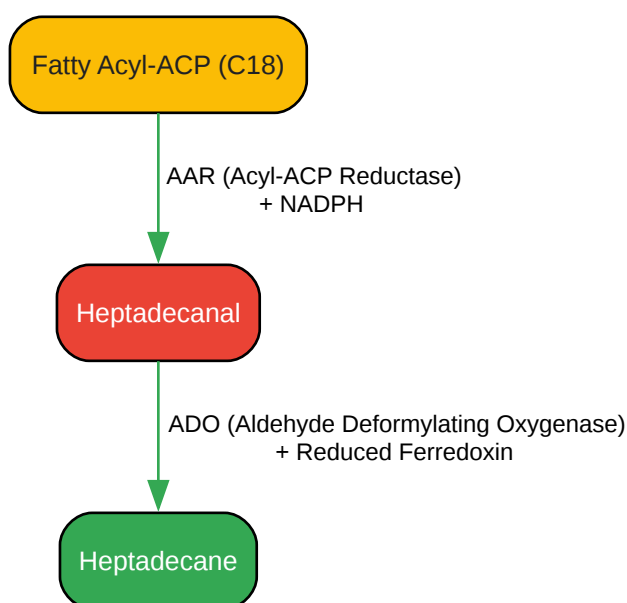 Fatty Acyl-ACP (C18)
AAR (Acyl-ACP Reductase)
+ NADPH
Heptadecanal
ADO (Aldehyde Deformylating Oxygenase)
+ Reduced Ferredoxin
Heptadecane